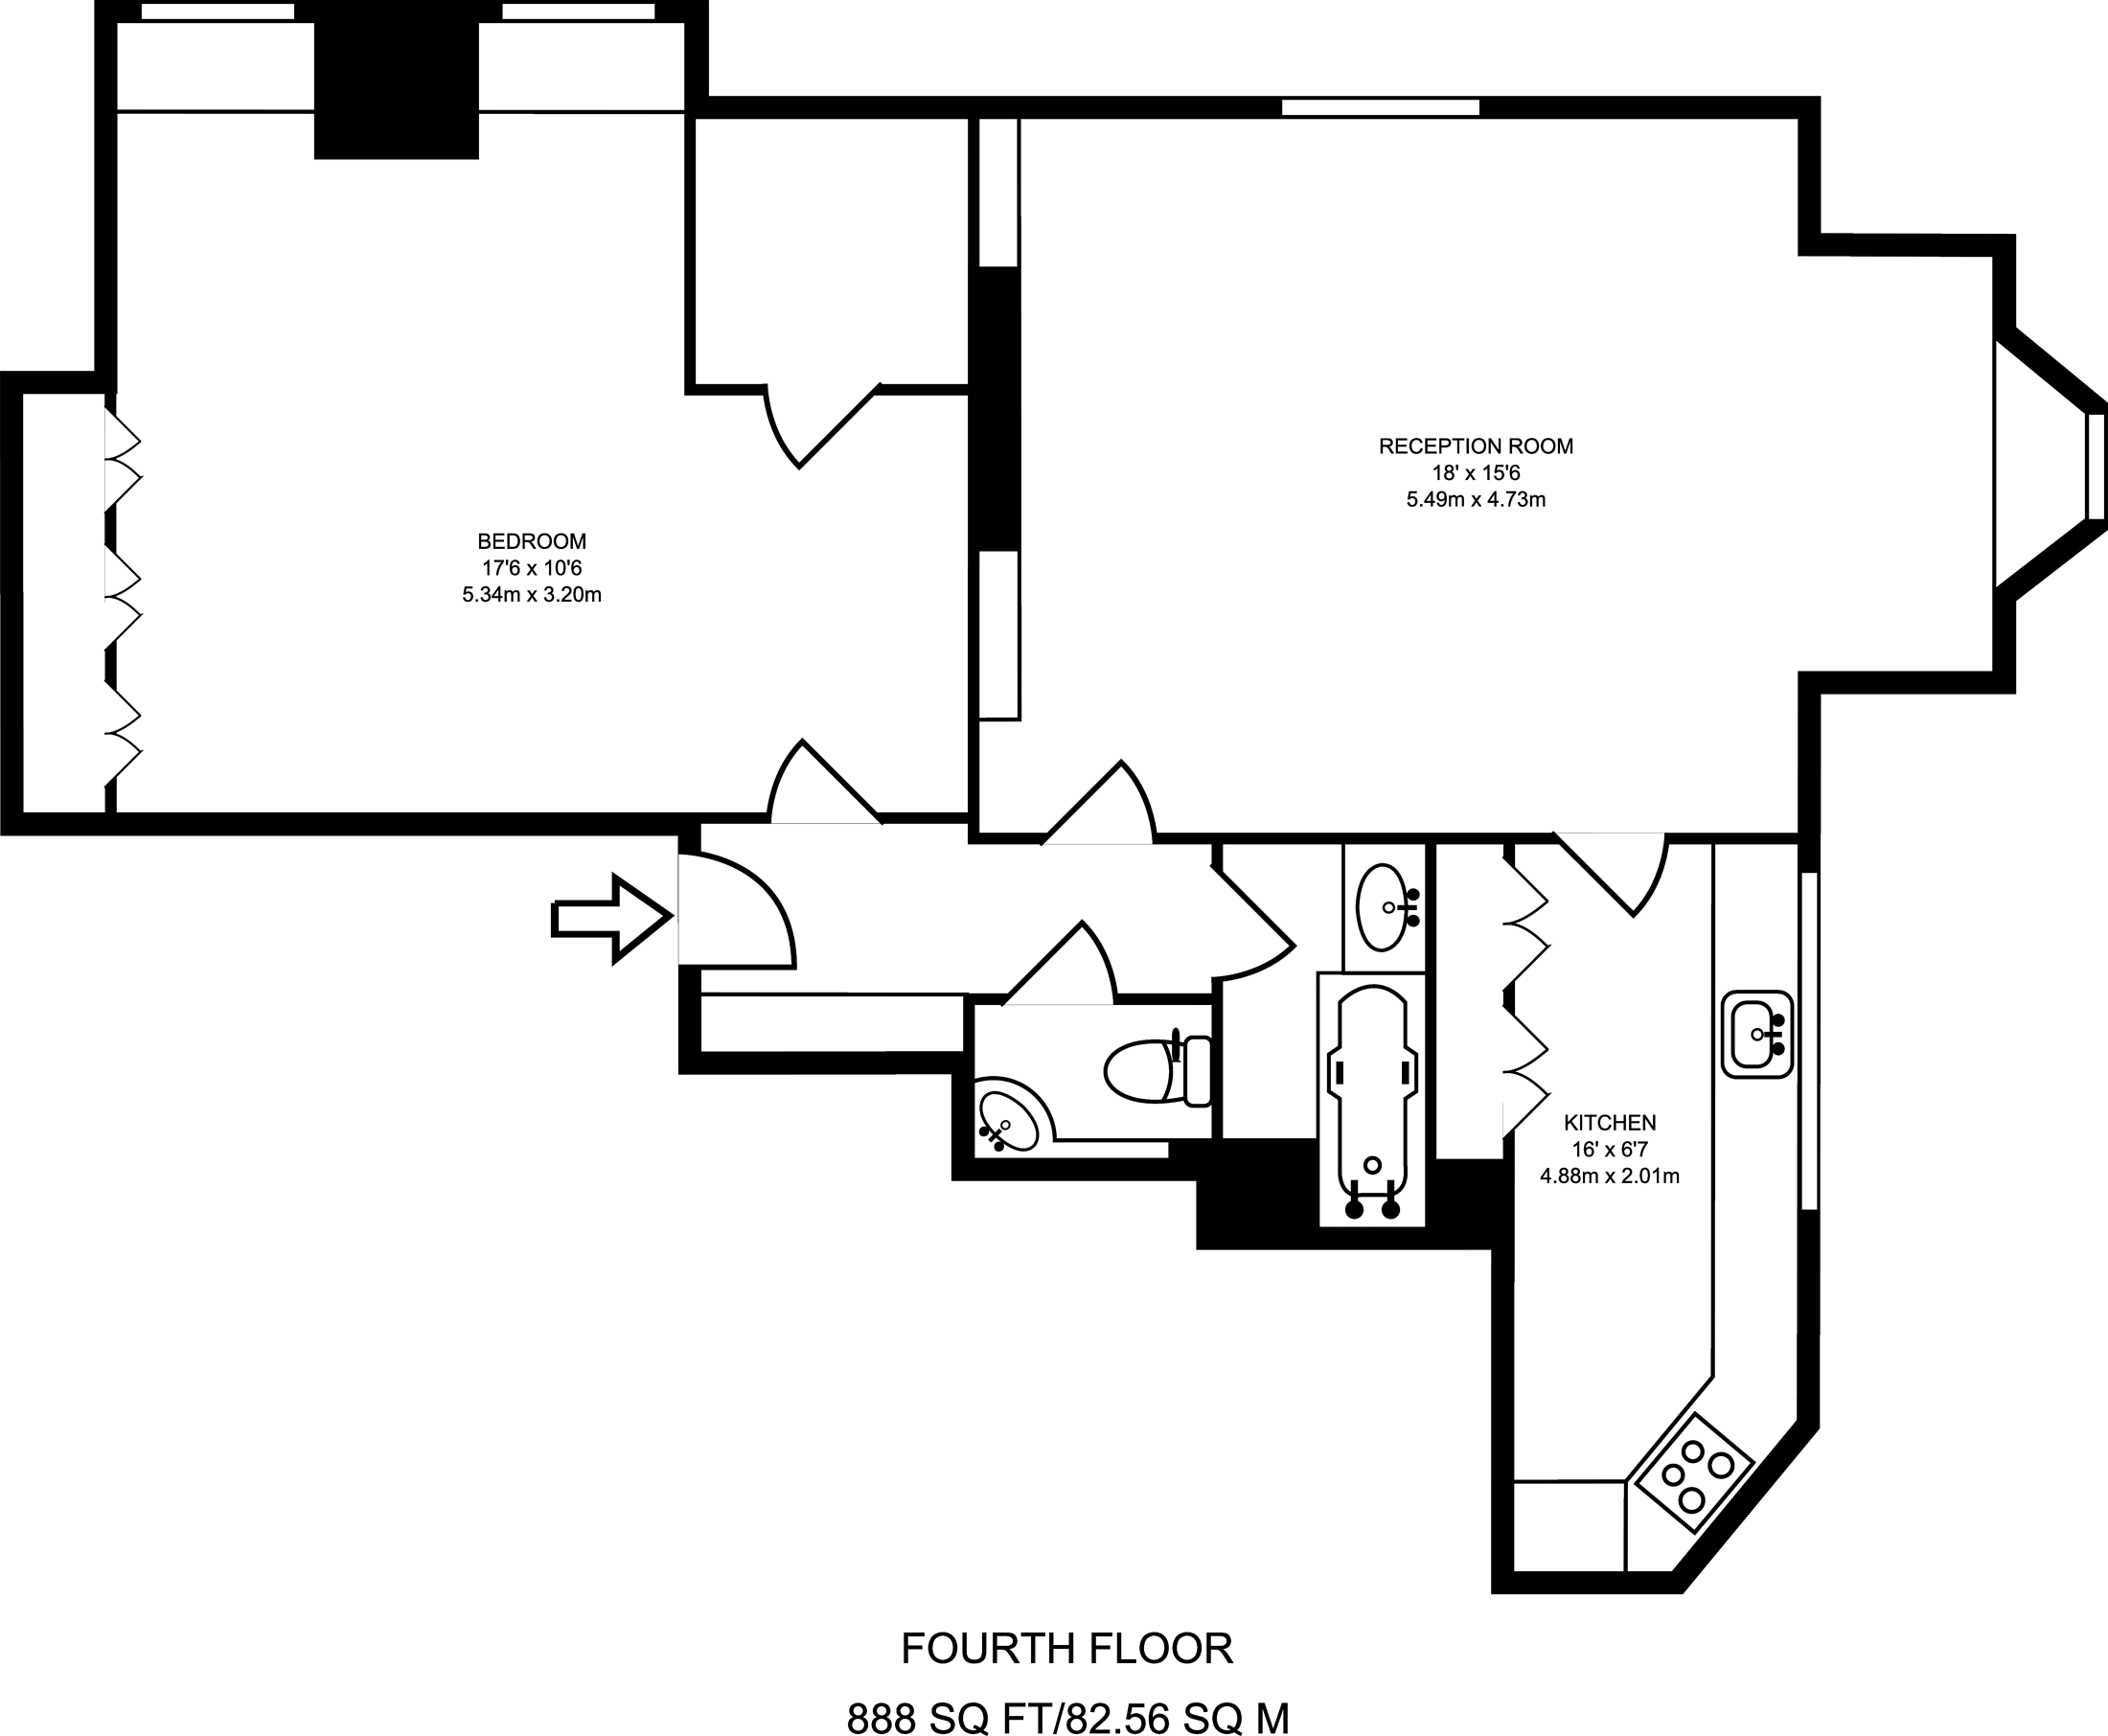 RECEPTION ROOM
18' x 15'6
5.49m x 4.73m
BEDROOM
17'6 x 10'6
5.34m x 3.20m
KITCHEN
16' x 6'7
4.88m x 2.01m
FOURTH FLOOR
888 SQ FT/82.56 SQ M